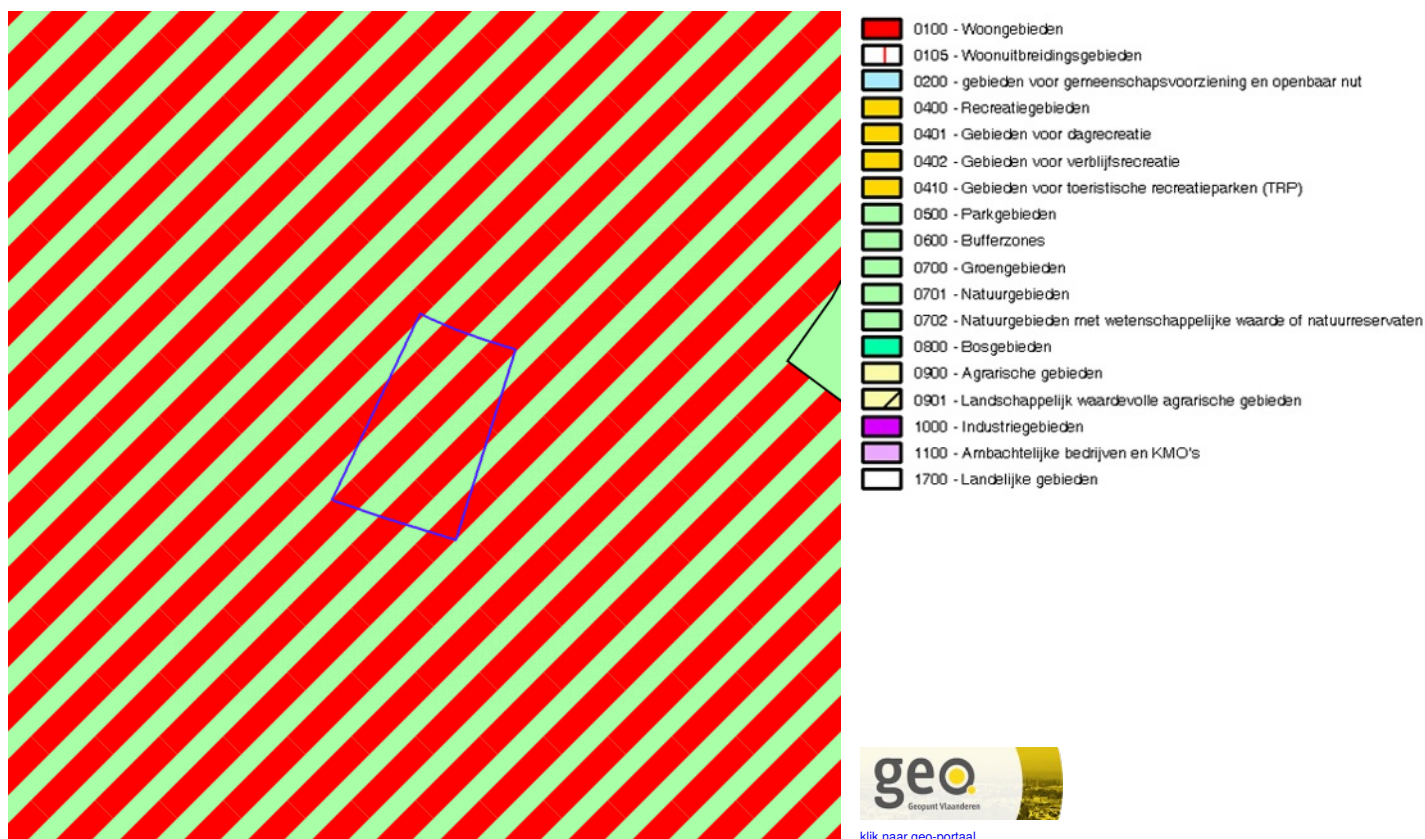 0100 - Woongebieden
0105 - Woonuitbreidingsgebieden
0200 - gebieden voor gemeenschapsvoorziening en openbaar nut
0400 - Recreatiegebieden
0401 - Gebieden voor dagrecreatie
0402 - Gebieden voor verblijfsrecreatie
0410 - Gebieden voor toeristische recreatieparken (TRP)
0500 - Parkgebieden
0600 - Bufferzones
0700 - Groengebieden
0701 - Natuurgebieden
0702 - Natuurgebieden met wetenschappelijke waarde of natuurreservaten
0800 - Bosgebieden
0900 - Agrarische gebieden
0901 - Landschappelijk waardevolle agrarische gebieden
1000 - Industriegebieden
1100 - Ambachtelijke bedrijven en KMO's
1700 - Landelijke gebieden
geo.
Geopunt Vlaanderen
klik naar geo-portaal